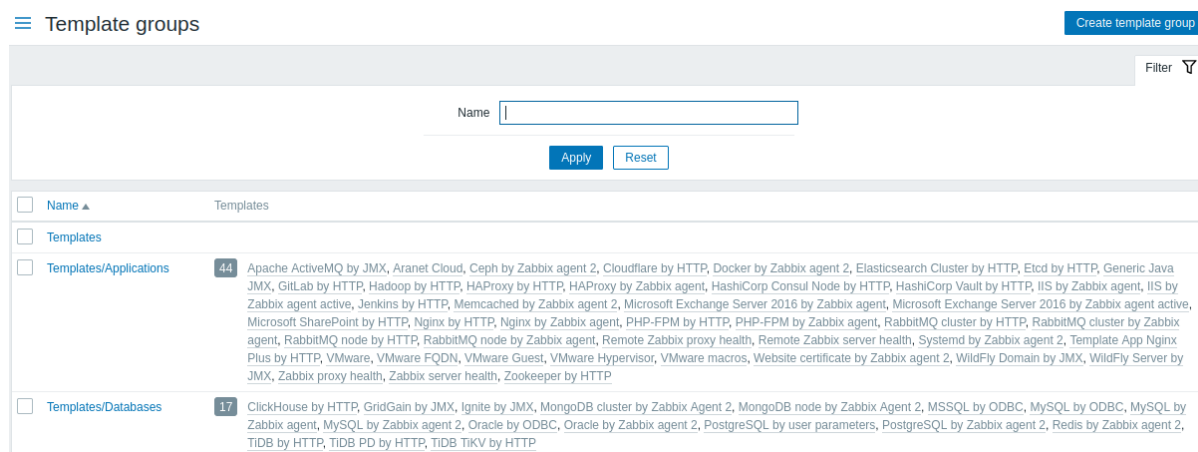 Template groups
Create template group
Filter
Name
Apply
Reset
Name
Templates
Templates
Templates/Applications
44
Apache ActiveMQ by JMX, Aranet Cloud, Ceph by Zabbix agent 2, Cloudflare by HTTP, Docker by Zabbix agent 2, Elasticsearch Cluster by HTTP, Etcd by HTTP, Generic Java
JMX, GitLab by HTTP, Hadoop by HTTP, HAProxy by HTTP, HAProxy by Zabbix agent, HashiCorp Consul Node by HTTP, HashiCorp Vault by HTTP, IIS by Zabbix agent, IIS by
Zabbix agent active, Jenkins by HTTP, Memcached by Zabbix agent 2, Microsoft Exchange Server 2016 by Zabbix agent, Microsoft Exchange Server 2016 by Zabbix agent active,
Microsoft SharePoint by HTTP, Nginx by HTTP, Nginx by Zabbix agent, PHP-FPM by HTTP, PHP-FPM by Zabbix agent, RabbitMQ cluster by HTTP, RabbitMQ cluster by Zabbix
agent, RabbitMQ node by HTTP, RabbitMQ node by Zabbix agent, Remote Zabbix proxy health, Remote Zabbix server health, Systemd by Zabbix agent 2, Template App Nginx
Plus by HTTP, VMware, VMware FQDN, VMware Guest, VMware Hypervisor, VMware macros, Website certificate by Zabbix agent 2, WildFly Domain by JMX, WildFly Server by
JMX, Zabbix proxy health, Zabbix server health, Zookeeper by HTTP
Templates/Databases
17
ClickHouse by HTTP, GridGain by JMX, Ignite by JMX, MongoDB cluster by Zabbix Agent 2, MongoDB node by Zabbix Agent 2, MSSQL by ODBC, MySQL by ODBC, MySQL by
Zabbix agent, MySQL by Zabbix agent 2, Oracle by ODBC, Oracle by Zabbix agent 2, PostgreSQL by user parameters, PostgreSQL by Zabbix agent 2, Redis by Zabbix agent 2,
TiDB by HTTP, TiDB PD by HTTP, TiDB TiKV by HTTP